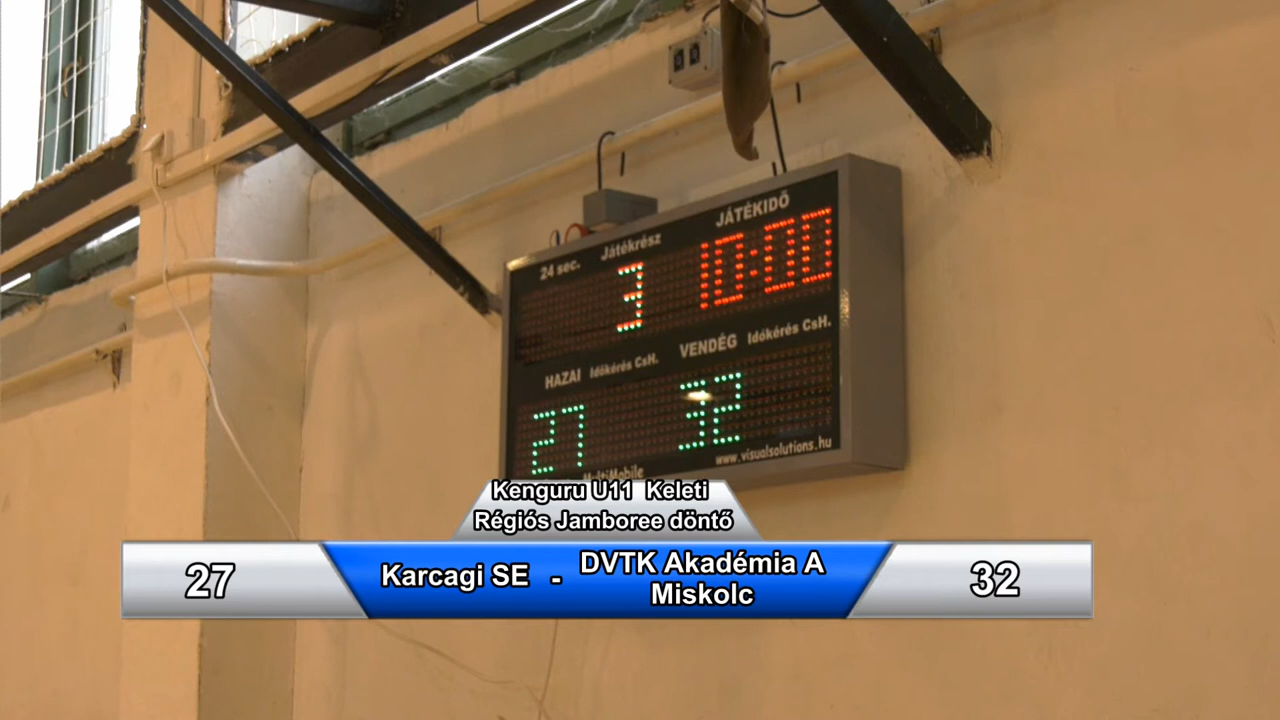 JÁTÉKIDŐ
24 sec. Játékrész
3 10:00
HAZAI Időkérés CsH. VENDÉG Időkérés CsH.
27 32
MultiMobile www.visualsolutions.hu
Kenguru U11 Keleti
Régiós Jamboree döntő
27 Karcagi SE - DVTK Akadémia A
Miskolc 32